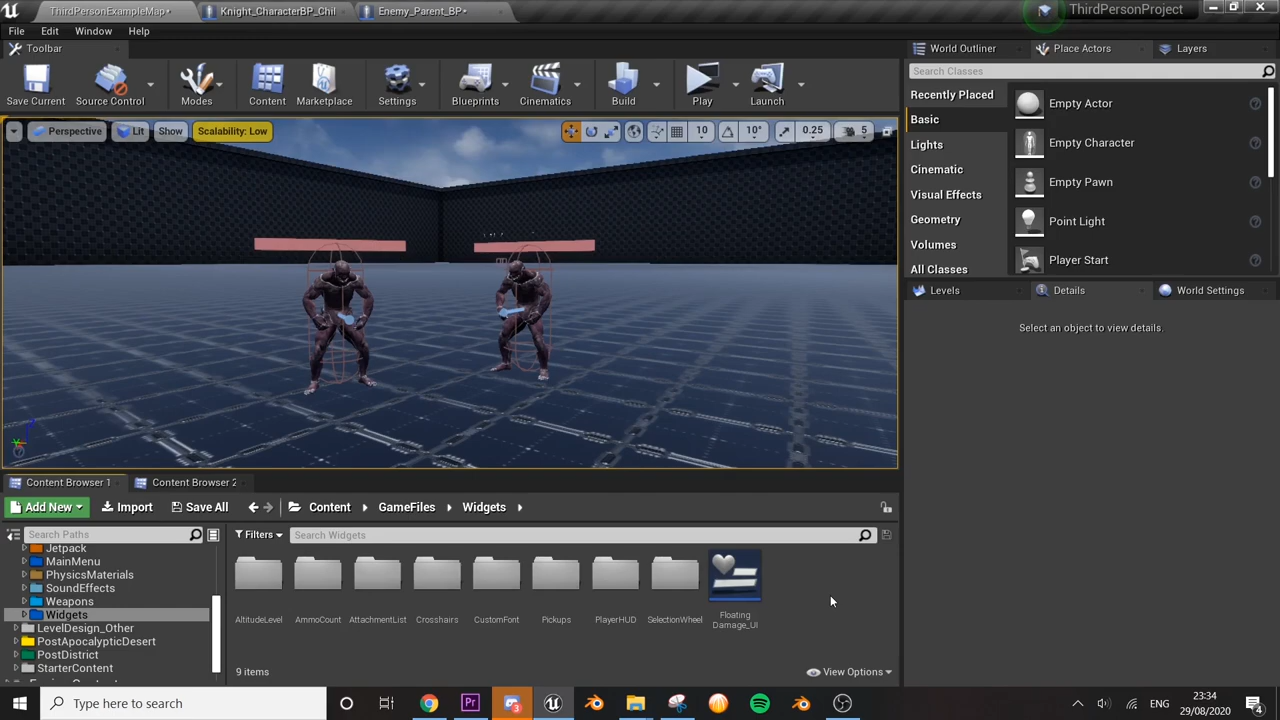 ThirdPersonExampleMap•
Knight_CharacterBP_Chil
Enemy_Parent_BP•
ThirdPersonProject
File Edit Window Help
Toolbar
World Outliner
Place Actors
Layers
Save Current
Source Control
Modes
Content
Marketplace
Settings
Blueprints
Cinematics
Build
Play
Launch
Search Classes
Recently Placed
Basic
Lights
Cinematic
Visual Effects
Geometry
Volumes
All Classes
Empty Actor
Empty Character
Empty Pawn
Point Light
Player Start
Perspective
Lit
Show
Scalability: Low
10
10°
0.25
5
Levels
Details
World Settings
Select an object to view details.
Content Browser 1
Content Browser 2
Add New
Import
Save All
Content
GameFiles
Widgets
Search Paths
Filters
Search Widgets
Jetpack
MainMenu
PhysicsMaterials
SoundEffects
Weapons
Widgets
LevelDesign_Other
PostApocalypticDesert
PostDistrict
StarterContent
AltitudeLevel
AmmoCount
AttachmentList
Crosshairs
CustomFont
Pickups
PlayerHUD
SelectionWheel
Floating
Damage_UI
9 items
View Options
Type here to search
23:34
29/08/2020
3
4